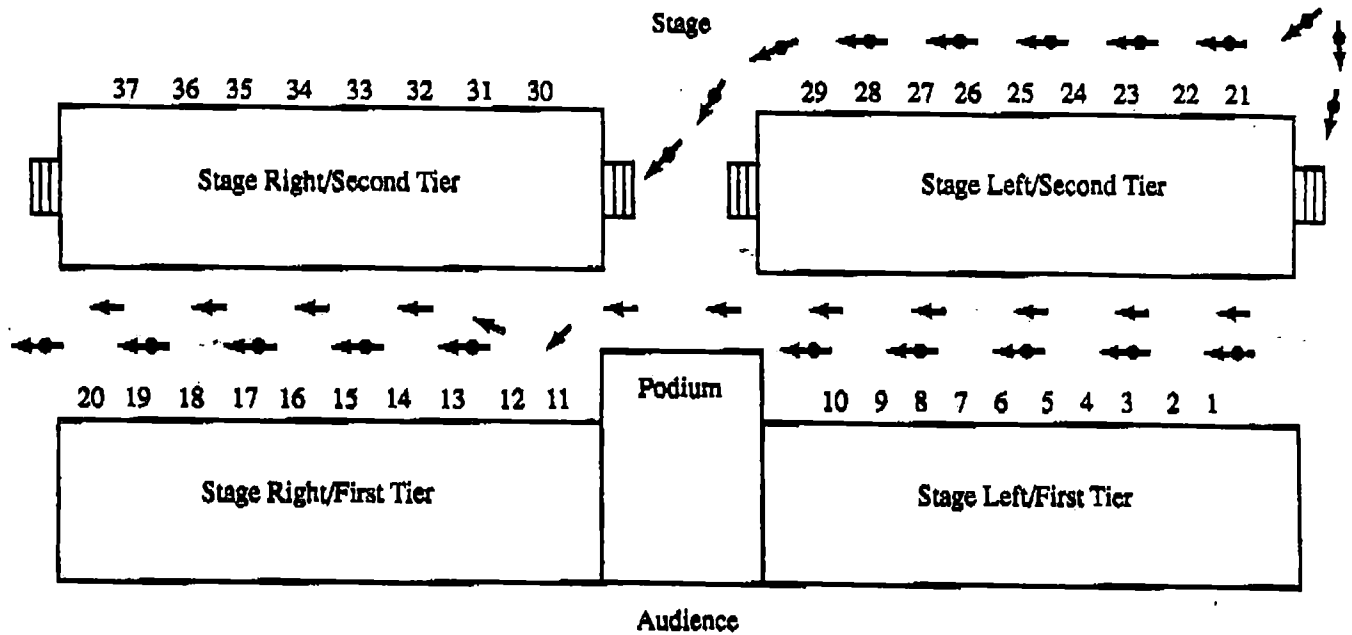 Stage
37 36 35 34 33 32 31 30
29 28 27 26 25 24 23 22 21
Stage Right/Second Tier
Stage Left/Second Tier
20 19 18 17 16 15 14 13 12 11
Podium
10 9 8 7 6 5 4 3 2 1
Stage Right/First Tier
Stage Left/First Tier
Audience